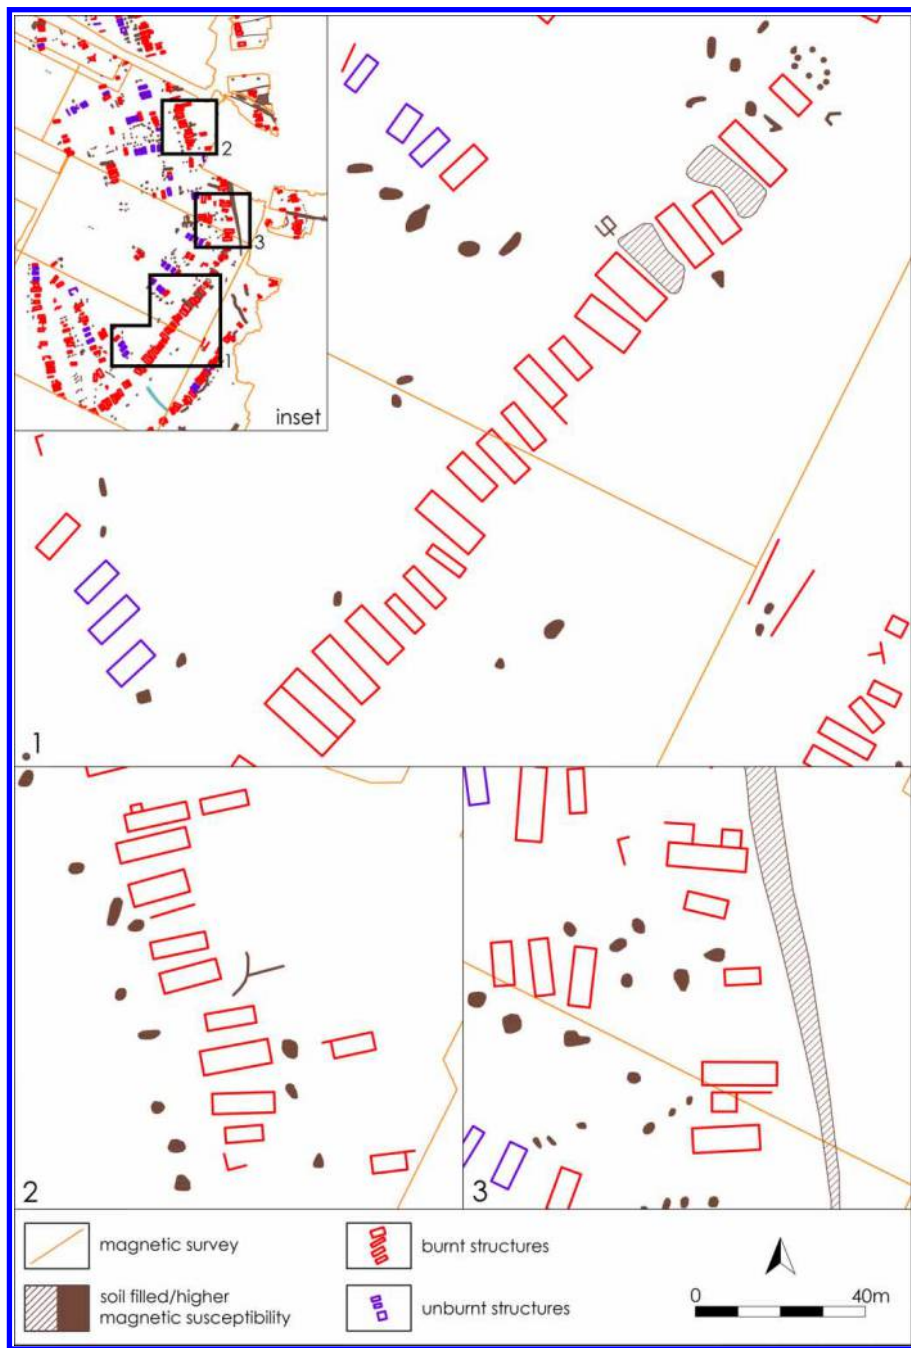 2
3
1
inset
1
2
3
magnetic survey
burnt structures
soil filled/higher
magnetic susceptibility
unburnt structures
0
40m